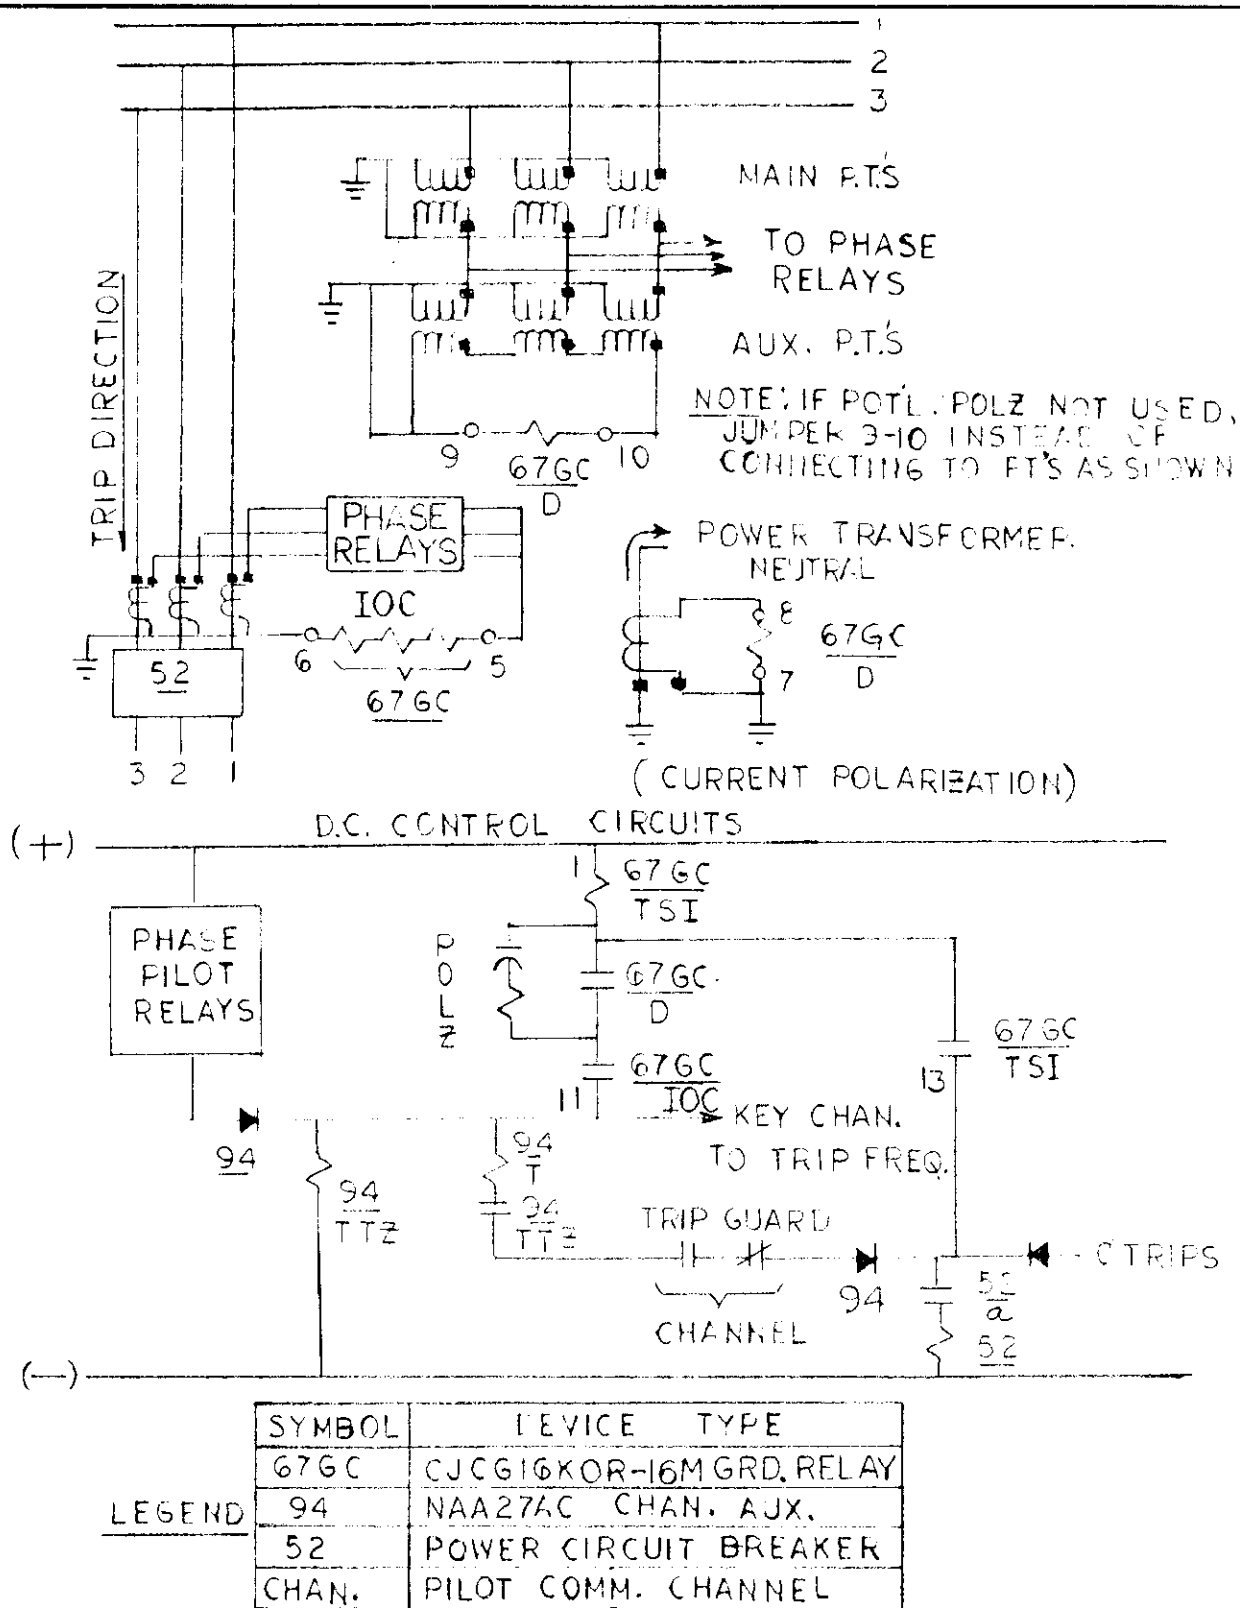 1
2
3
MAIN P.T.'S
TO PHASE
RELAYS
AUX. P.T.'S
TRIP DIRECTION
NOTE: IF POT'L. POLZ NOT USED,
JUMPER 9-10 INSTEAD OF
CONNECTING TO PT'S AS SHOWN
9
67GC
D
10
PHASE
RELAYS
IOC
6
5
67GC
52
3 2 1
POWER TRANSFORMER
NEUTRAL
8
67GC
D
7
(CURRENT POLARIZATION)
D.C. CONTROL CIRCUITS
(+)
1
67GC
TSI
PHASE
PILOT
RELAYS
POLZ
67GC
D
67GC
IOC
11
67GC
TSI
13
KEY CHAN.
TO TRIP FREQ.
94
94
TTZ
94
T
94
TTZ
TRIP GUARD
CHANNEL
94
TRIPS
52
a
52
(—)
LEGEND
SYMBOL DEVICE TYPE
67GC CJCG16K0R-16M GRD. RELAY
94 NAA27AC CHAN. AUX.
52 POWER CIRCUIT BREAKER
CHAN. PILOT COMM. CHANNEL